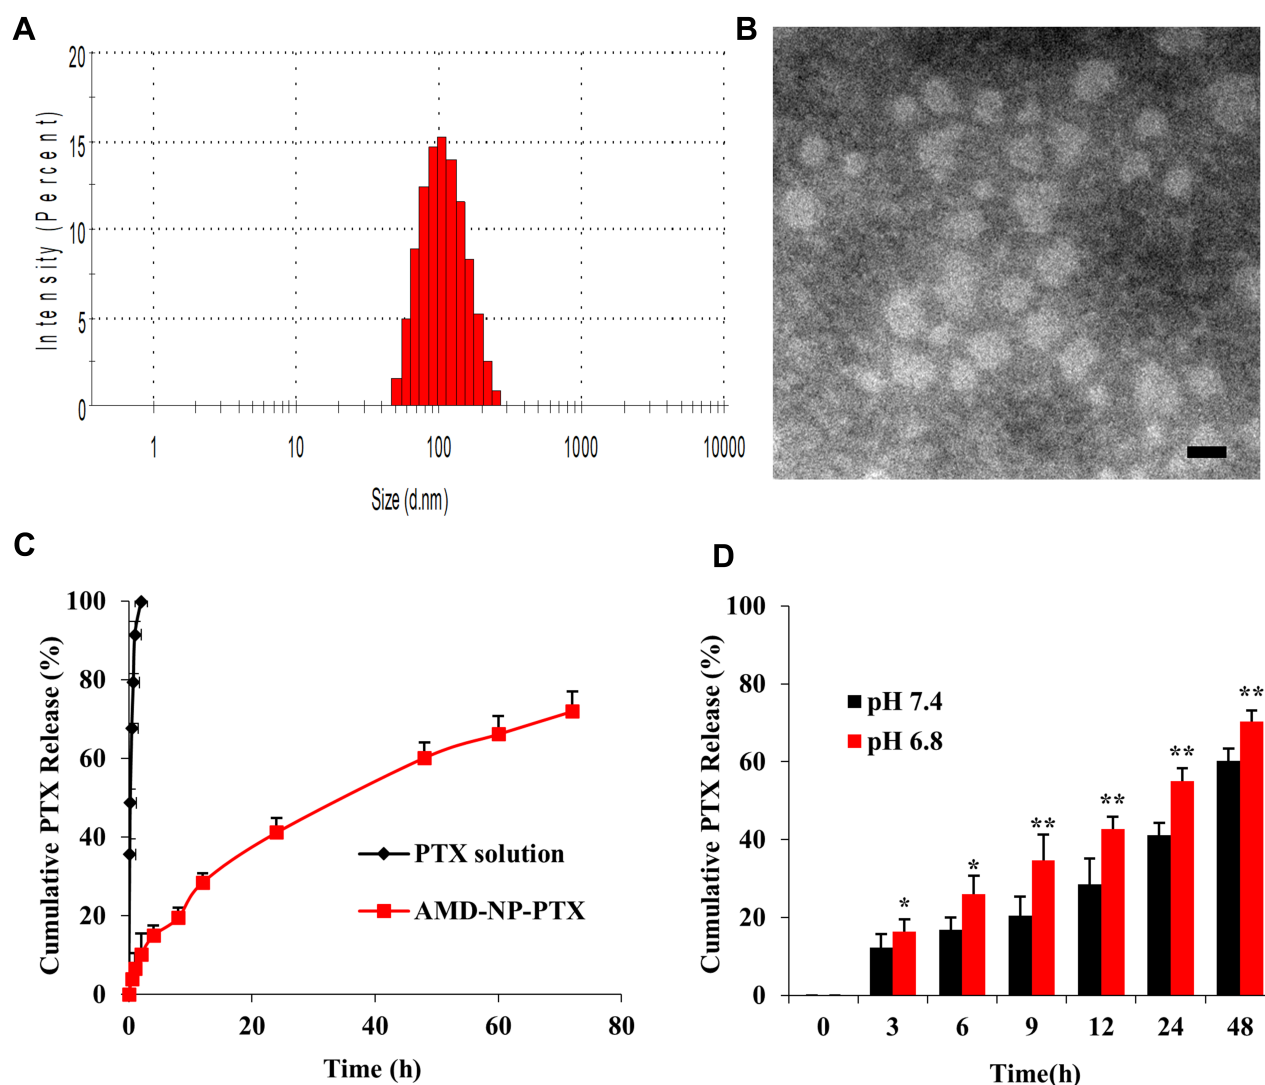 A
20
15
10
5
0
Intensity (Percent)
1 10 100 1000 10000
Size (d.nm)
B
C
100
80
60
40
20
0
Cumulative PTX Release (%)
PTX solution
AMD-NP-PTX
0 20 40 60 80
Time (h)
D
100
80
60
40
20
0
Cumulative PTX Release (%)
pH 7.4
pH 6.8
* * ** ** ** **
0 3 6 9 12 24 48
Time(h)